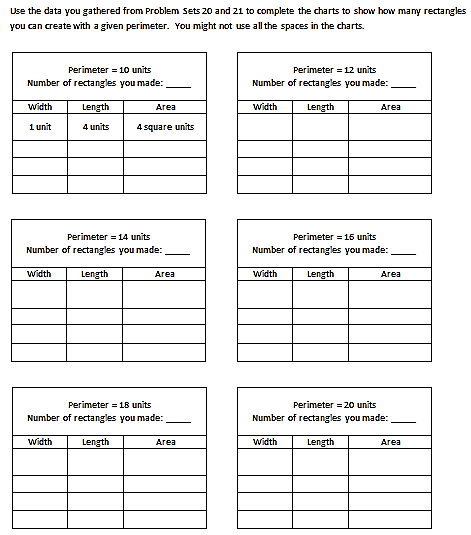 Use the data you gathered from Problem Sets 20 and 21 to complete the charts to show how many rectangles
you can create with a given perimeter. You might not use all the spaces in the charts.
Perimeter = 10 units
Number of rectangles you made: _____
Width Length Area
1 unit 4 units 4 square units
Perimeter = 12 units
Number of rectangles you made: _____
Width Length Area
Perimeter = 14 units
Number of rectangles you made: _____
Width Length Area
Perimeter = 16 units
Number of rectangles you made: _____
Width Length Area
Perimeter = 18 units
Number of rectangles you made: _____
Width Length Area
Perimeter = 20 units
Number of rectangles you made: _____
Width Length Area